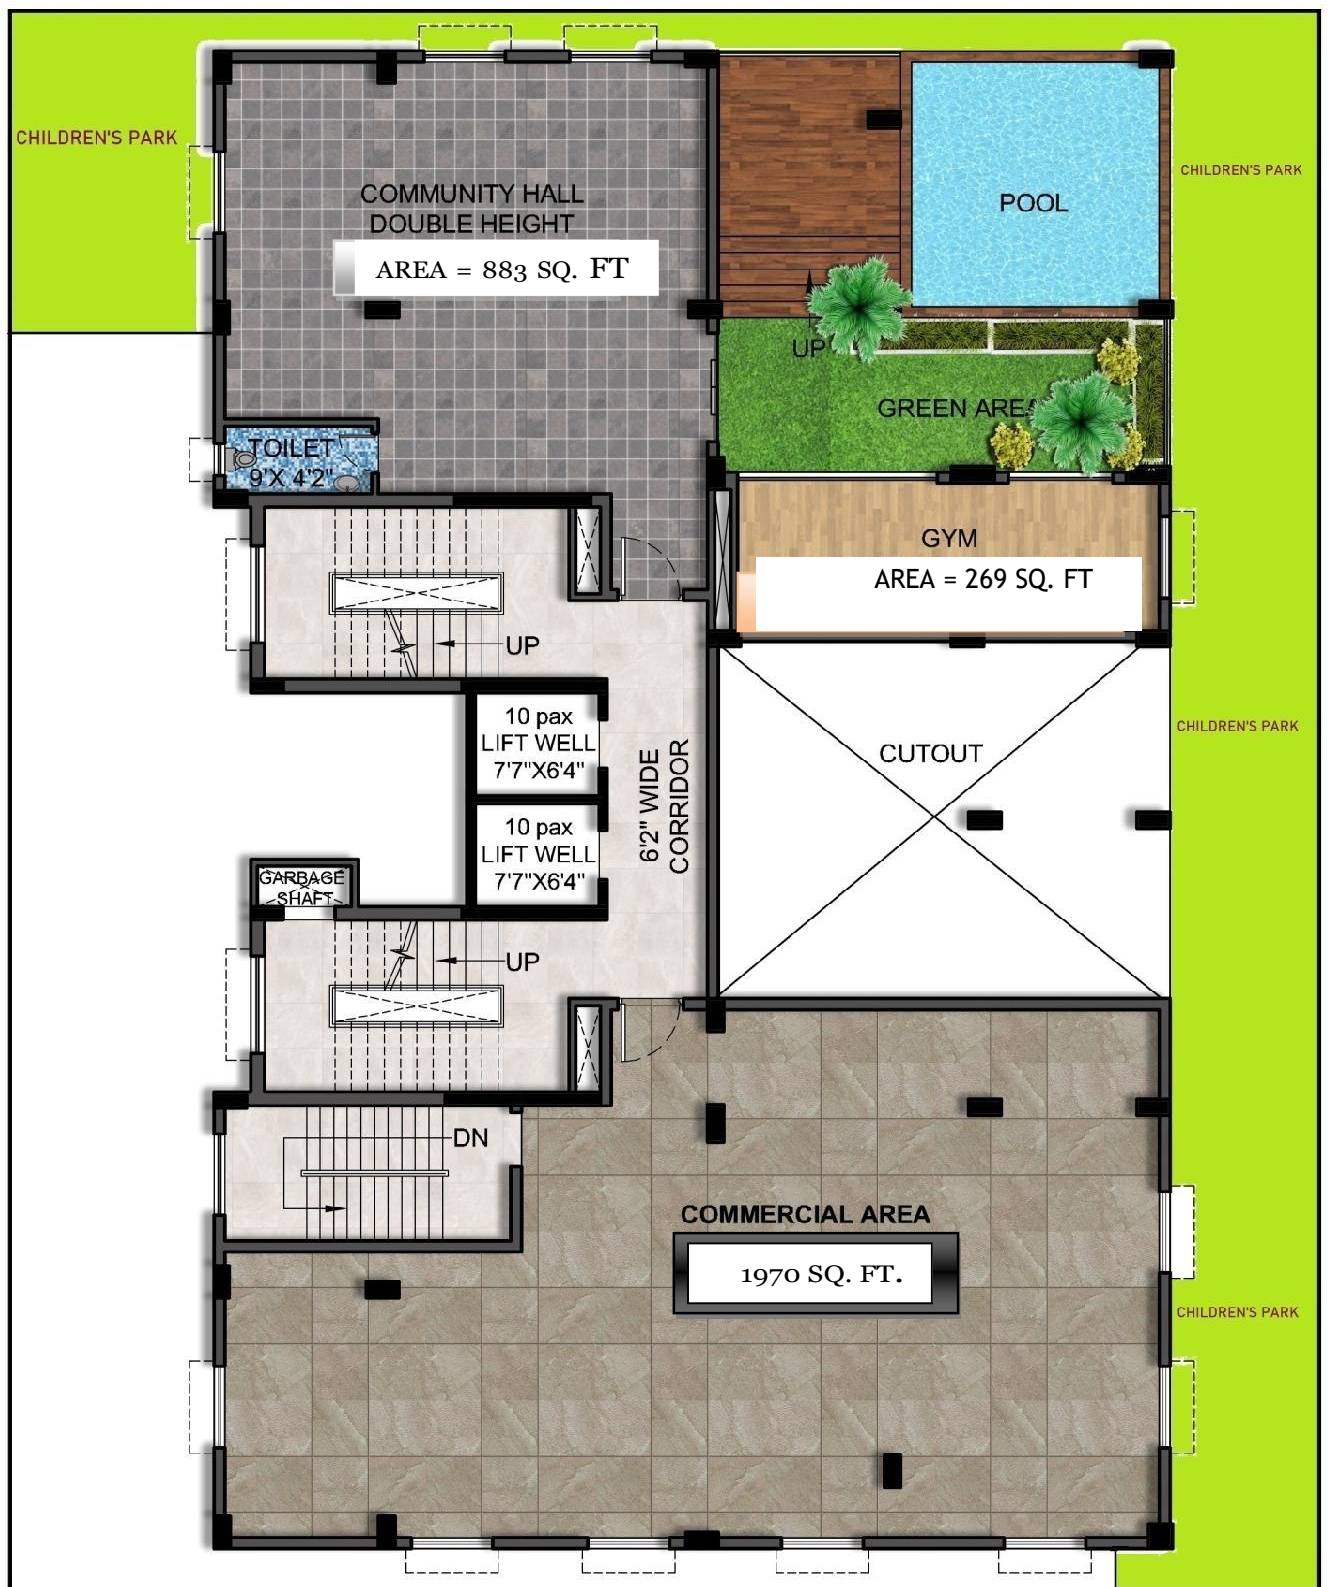 CHILDREN'S PARK
CHILDREN'S PARK
COMMUNITY HALL
DOUBLE HEIGHT
AREA = 883 SQ. FT
POOL
UP
GREEN AREA
TOILET
9'X 4'2"
GYM
AREA = 269 SQ. FT
UP
10 pax
LIFT WELL
7'7"X6'4"
6'2" WIDE
CORRIDOR
CUTOUT
CHILDREN'S PARK
10 pax
LIFT WELL
7'7"X6'4"
GARBAGE
SHAFT
UP
DN
COMMERCIAL AREA
1970 SQ. FT.
CHILDREN'S PARK